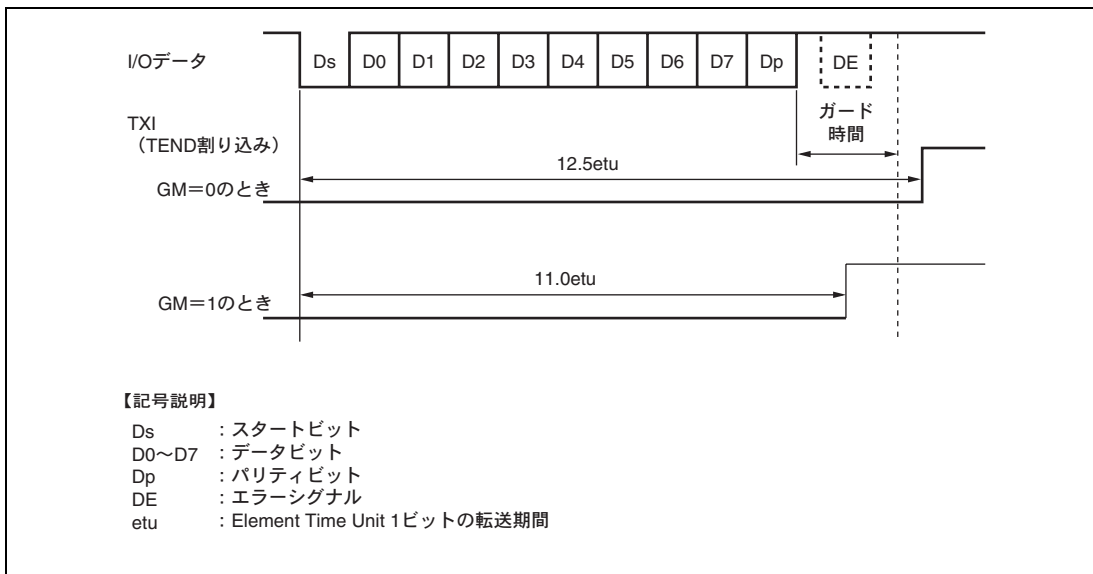 I/Oデータ
Ds D0 D1 D2 D3 D4 D5 D6 D7 Dp DE
ガード
時間
TXI
（TEND割り込み）
12.5etu
GM＝0のとき
11.0etu
GM＝1のとき
【記号説明】
Ds ：スタートビット
D0～D7 ：データビット
Dp ：パリティビット
DE ：エラーシグナル
etu ：Element Time Unit 1ビットの転送期間